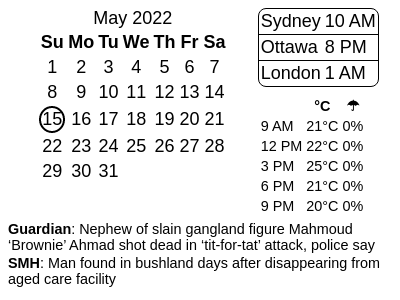 May 2022
Su Mo Tu We Th Fr Sa
1 2 3 4 5 6 7
8 9 10 11 12 13 14
15 16 17 18 19 20 21
22 23 24 25 26 27 28
29 30 31
Sydney 10 AM
Ottawa 8 PM
London 1 AM
°C ☂
9 AM 21°C 0%
12 PM 22°C 0%
3 PM 25°C 0%
6 PM 21°C 0%
9 PM 20°C 0%
Guardian: Nephew of slain gangland figure Mahmoud
‘Brownie’ Ahmad shot dead in ‘tit-for-tat’ attack, police say
SMH: Man found in bushland days after disappearing from
aged care facility